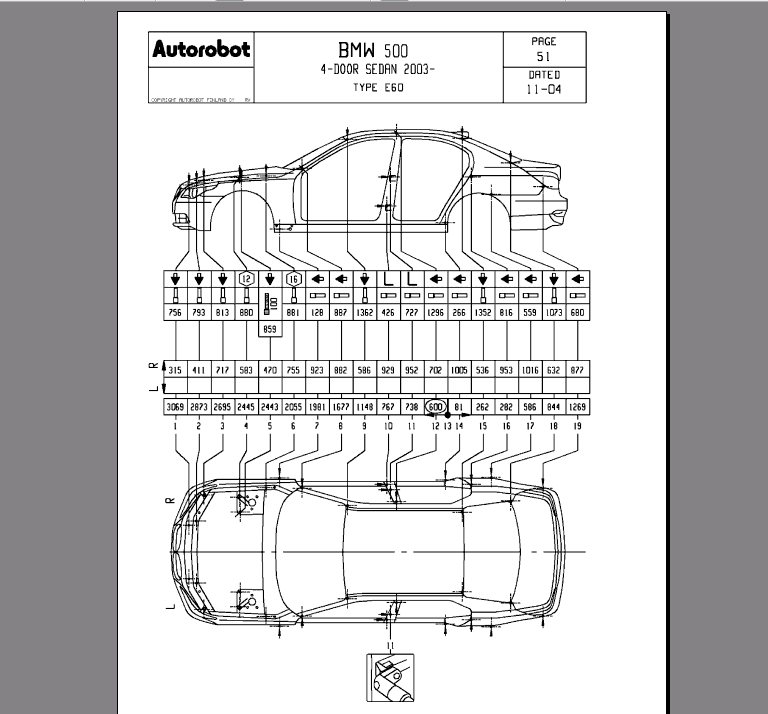 Autorobot
COPYRIGHT AUTOROBOT FINLAND OY
BMW 500
4-DOOR SEDAN 2003-
TYPE E60
PAGE
51
DATED
11-04
12 16
100
756 793 813 880 881 128 887 1362 426 727 1296 266 1352 816 559 1073 680
859
R
315 411 717 583 470 755 923 882 586 929 952 702 1005 536 953 1016 632 877
L
3069 2873 2695 2445 2443 2055 1981 1677 1148 767 738 600 81 262 282 586 844 1269
1 2 3 4 5 6 7 8 9 10 11 12 13 14 15 16 17 18 19
R
L
11